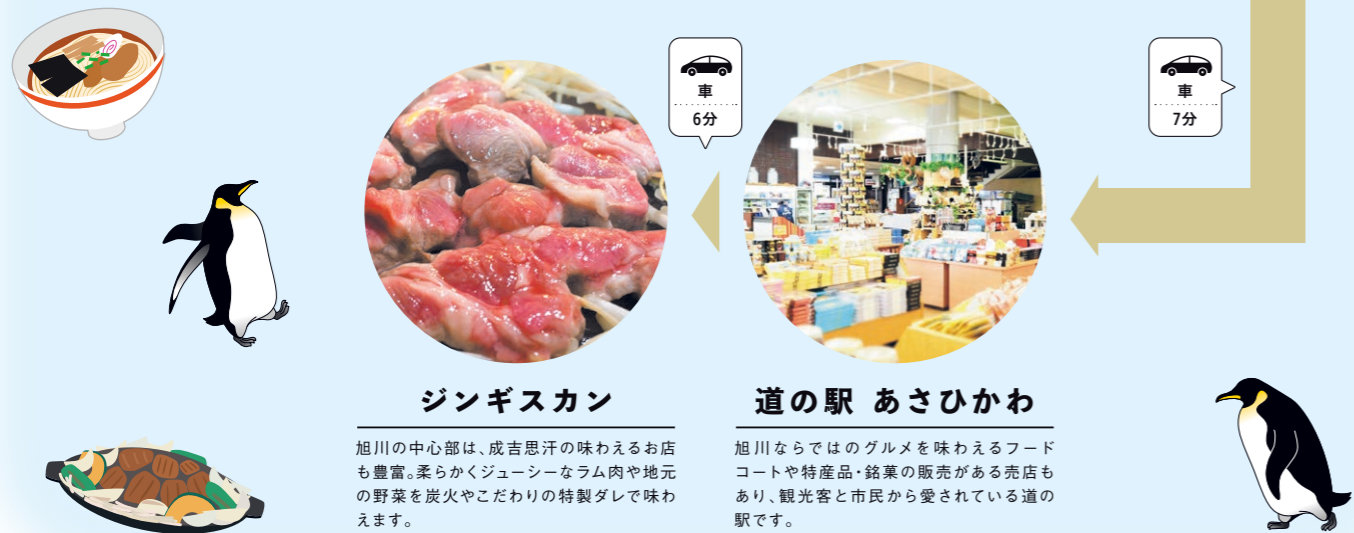 車
6分
車
7分
ジンギスカン
旭川の中心部は、成吉思汗の味わえるお店
も豊富。柔らかくジューシーなラム肉や地元
の野菜を炭火やこだわりの特製ダレで味わ
えます。
道の駅 あさひかわ
旭川ならではのグルメを味わえるフード
コートや特産品・銘菓の販売がある売店も
あり、観光客と市民から愛されている道の
駅です。